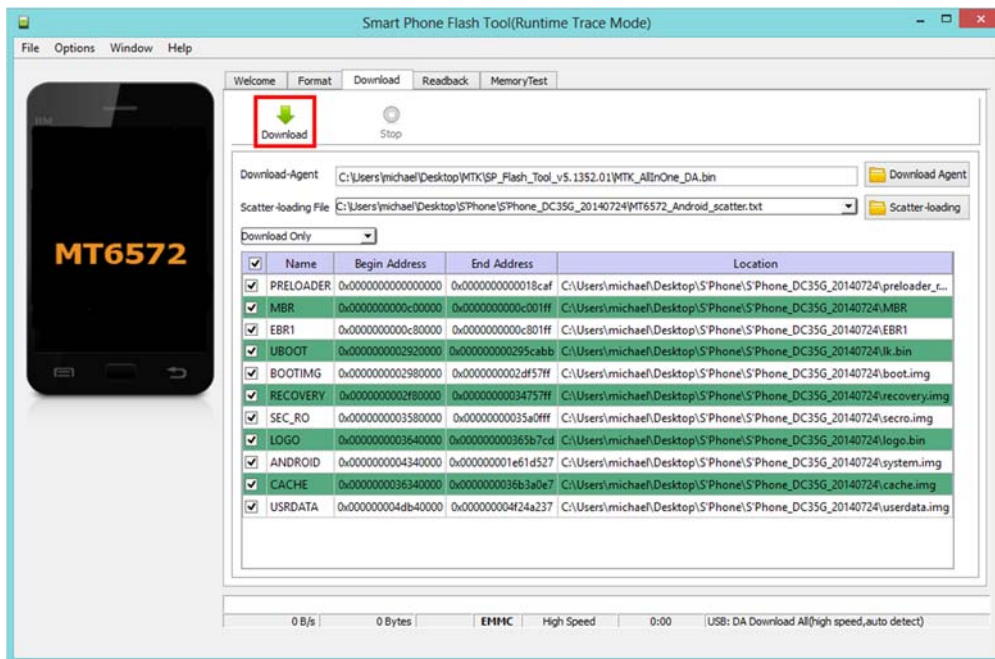 Smart Phone Flash Tool(Runtime Trace Mode)
File Options Window Help
Welcome Format Download Readback MemoryTest
Download Stop
Download-Agent C:\Users\michael\Desktop\MTK\SP_Flash_Tool_v5.1352.01\MTK_AllInOne_DA.bin Download Agent
Scatter-loading File C:\Users\michael\Desktop\S'Phone\S'Phone_DC35G_20140724\MT6572_Android_scatter.txt Scatter-loading
Download Only
MT6572
Name Begin Address End Address Location
PRELOADER 0x0000000000000000 0x0000000000018caf C:\Users\michael\Desktop\S'Phone\S'Phone_DC35G_20140724\preloader_r...
MBR 0x0000000000c00000 0x0000000000c001ff C:\Users\michael\Desktop\S'Phone\S'Phone_DC35G_20140724\MBR
EBR1 0x0000000000c80000 0x0000000000c801ff C:\Users\michael\Desktop\S'Phone\S'Phone_DC35G_20140724\EBR1
UBOOT 0x0000000002920000 0x000000000295cabb C:\Users\michael\Desktop\S'Phone\S'Phone_DC35G_20140724\lk.bin
BOOTIMG 0x0000000002980000 0x0000000002df57ff C:\Users\michael\Desktop\S'Phone\S'Phone_DC35G_20140724\boot.img
RECOVERY 0x0000000002f80000 0x00000000034757ff C:\Users\michael\Desktop\S'Phone\S'Phone_DC35G_20140724\recovery.img
SEC_RO 0x0000000003580000 0x00000000035a0fff C:\Users\michael\Desktop\S'Phone\S'Phone_DC35G_20140724\secro.img
LOGO 0x0000000003640000 0x000000000365b7cd C:\Users\michael\Desktop\S'Phone\S'Phone_DC35G_20140724\logo.bin
ANDROID 0x0000000004340000 0x000000001e61d527 C:\Users\michael\Desktop\S'Phone\S'Phone_DC35G_20140724\system.img
CACHE 0x0000000036340000 0x0000000036b3a0e7 C:\Users\michael\Desktop\S'Phone\S'Phone_DC35G_20140724\cache.img
USRDATA 0x000000004db40000 0x000000004f24a237 C:\Users\michael\Desktop\S'Phone\S'Phone_DC35G_20140724\userdata.img
0 B/s 0 Bytes EMMC High Speed 0:00 USB: DA Download All(high speed,auto detect)